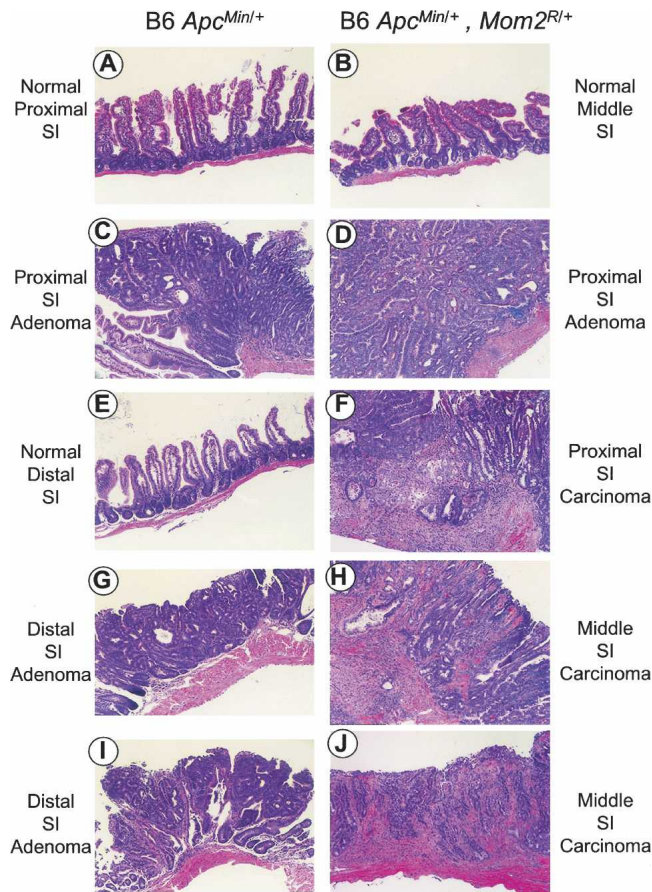 B6 Apc^Min/+
B6 Apc^Min/+ , Mom2^R/+
A
Normal
Proximal
SI
B
Normal
Middle
SI
C
Proximal
SI
Adenoma
D
Proximal
SI
Adenoma
E
Normal
Distal
SI
F
Proximal
SI
Carcinoma
G
Distal
SI
Adenoma
H
Middle
SI
Carcinoma
I
Distal
SI
Adenoma
J
Middle
SI
Carcinoma